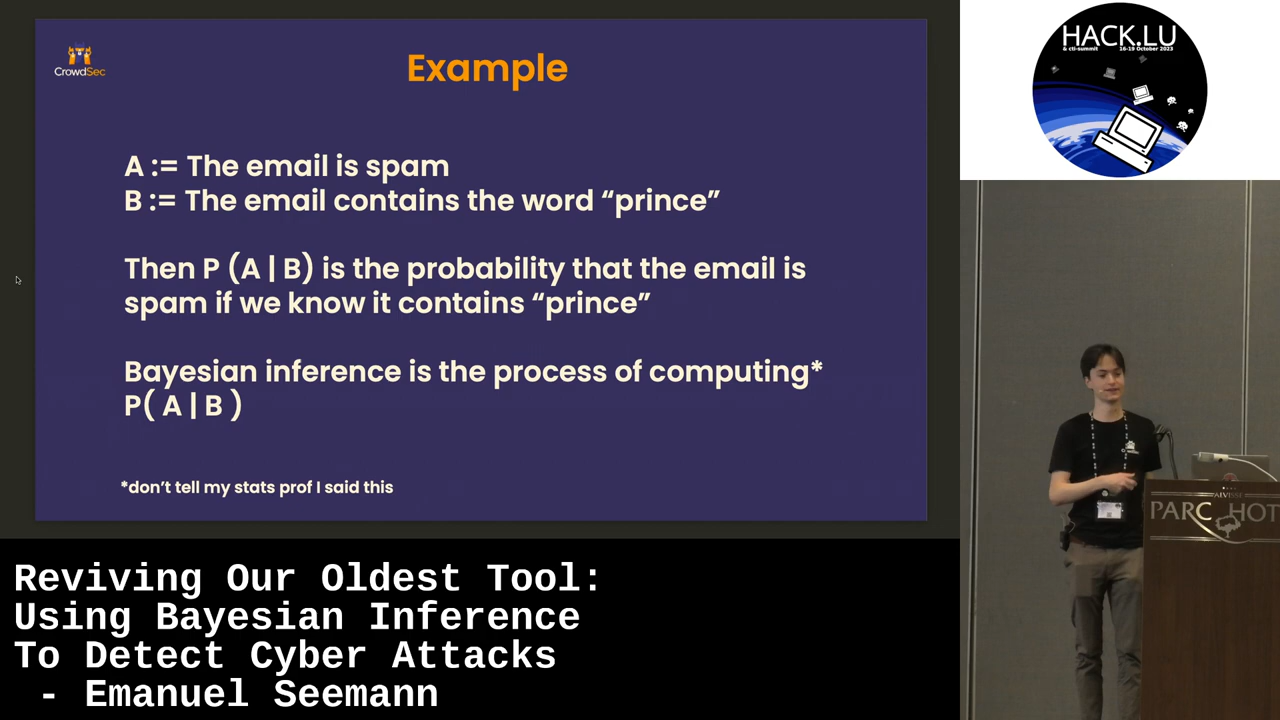 CrowdSec
Example
A := The email is spam
B := The email contains the word “prince”
Then P (A | B) is the probability that the email is
spam if we know it contains “prince”
Bayesian inference is the process of computing*
P( A | B )
*don’t tell my stats prof I said this
HACK.LU
& cti-summit 16-19 October 2023
ALVISSE
PARC HOT
Reviving Our Oldest Tool:
Using Bayesian Inference
To Detect Cyber Attacks
- Emanuel Seemann